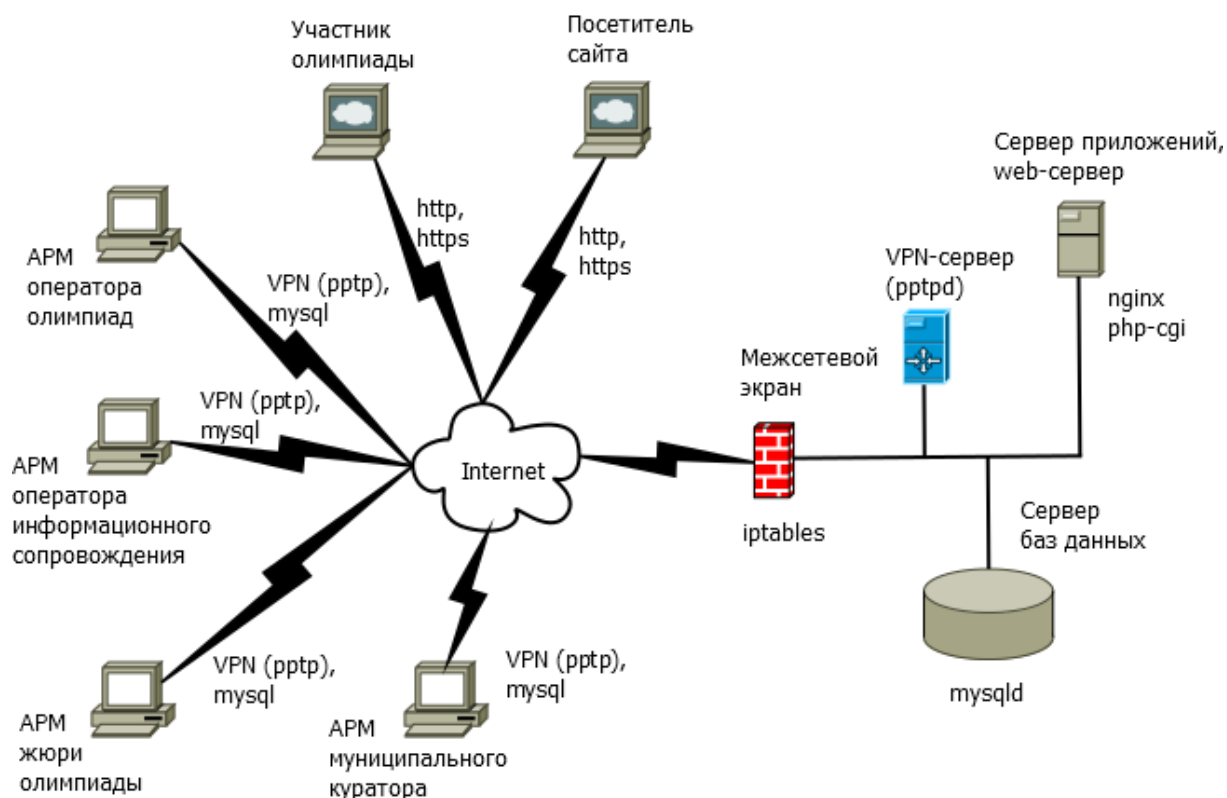 Участник
олимпиады
Посетитель
сайта
Сервер приложений,
web-сервер
http,
https
http,
https
АРМ
оператора
олимпиад
VPN (pptp),
mysql
VPN-сервер
(pptpd)
nginx
php-cgi
Межсетевой
экран
VPN (pptp),
mysql
АРМ
оператора
информационного
сопровождения
Internet
iptables
Сервер
баз данных
VPN (pptp),
mysql
VPN (pptp),
mysql
mysqld
АРМ
жюри
олимпиады
АРМ
муниципального
куратора